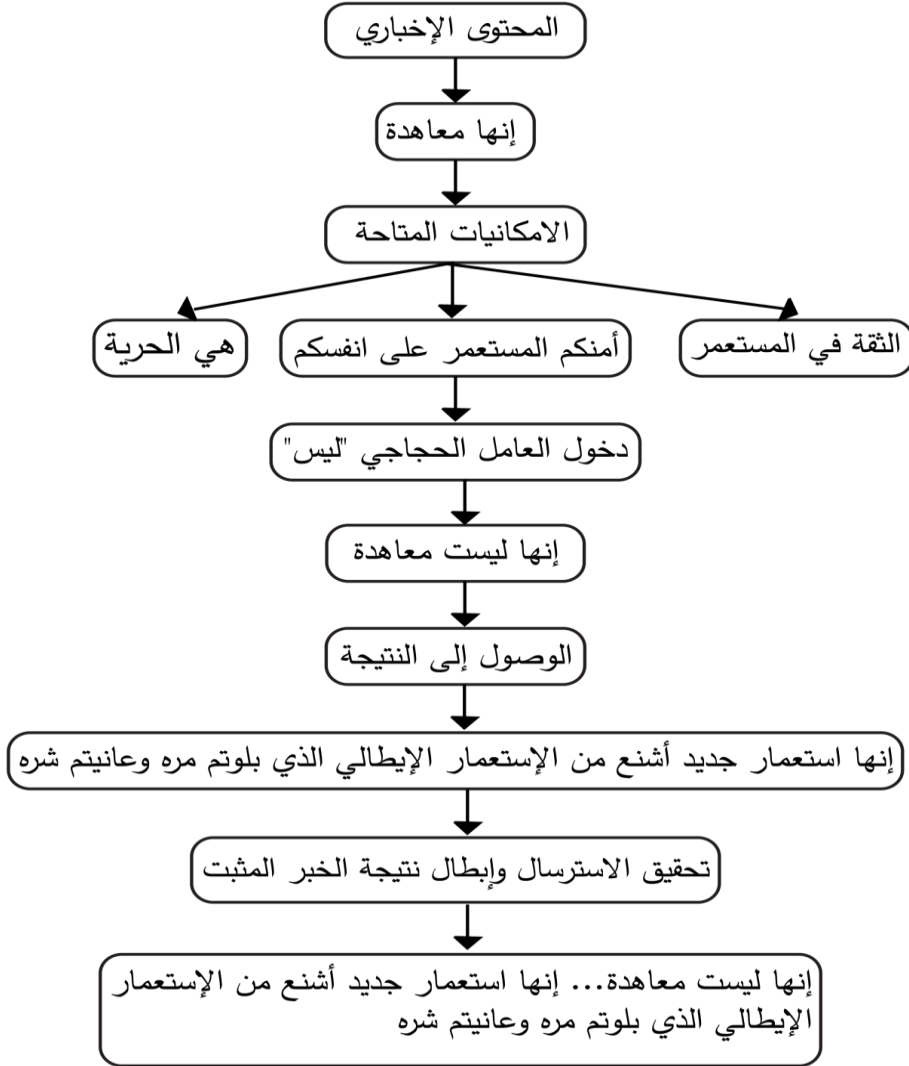 المحتوى الإخباري
إنها معاهدة
الامكانيات المتاحة
الثقة في المستعمر
أمنكم المستعمر على انفسكم
هي الحرية
دخول العامل الحجاجي "ليس"
إنها ليست معاهدة
الوصول إلى النتيجة
إنها استعمار جديد أشنع من الإستعمار الإيطالي الذي بلوتم مره وعانيتم شره
تحقيق الاسترسال وإبطال نتيجة الخبر المثبت
إنها ليست معاهدة... إنها استعمار جديد أشنع من الإستعمار
الإيطالي الذي بلوتم مره وعانيتم شره